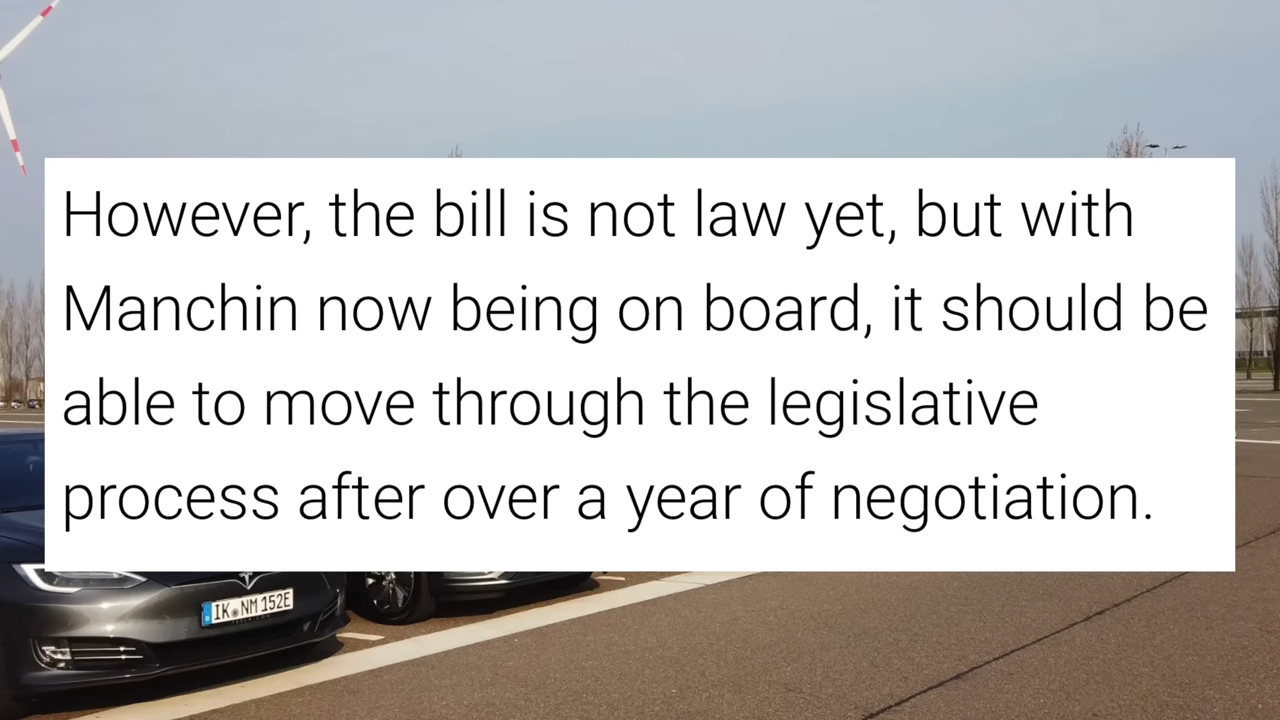 However, the bill is not law yet, but with
Manchin now being on board, it should be
able to move through the legislative
process after over a year of negotiation.
IK NM 152E